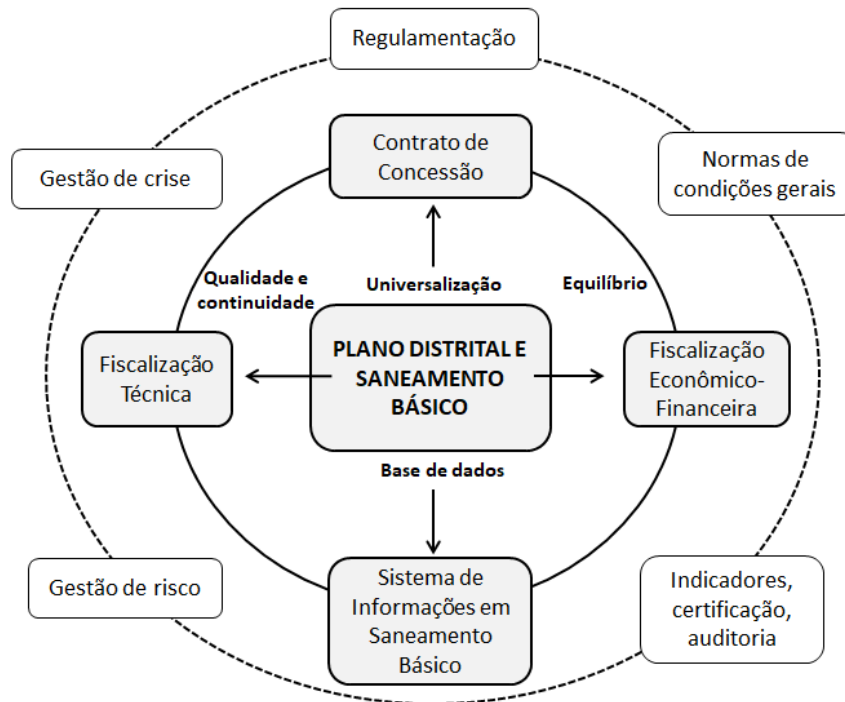 Regulamentação
Contrato de
Concessão
Gestão de crise
Normas de
condições gerais
Qualidade e
continuidade
Universalização
Equilíbrio
Fiscalização
Técnica
PLANO DISTRITAL E
SANEAMENTO
BÁSICO
Fiscalização
Econômico-
Financeira
Base de dados
Gestão de risco
Sistema de
Informações em
Saneamento
Básico
Indicadores,
certificação,
auditoria